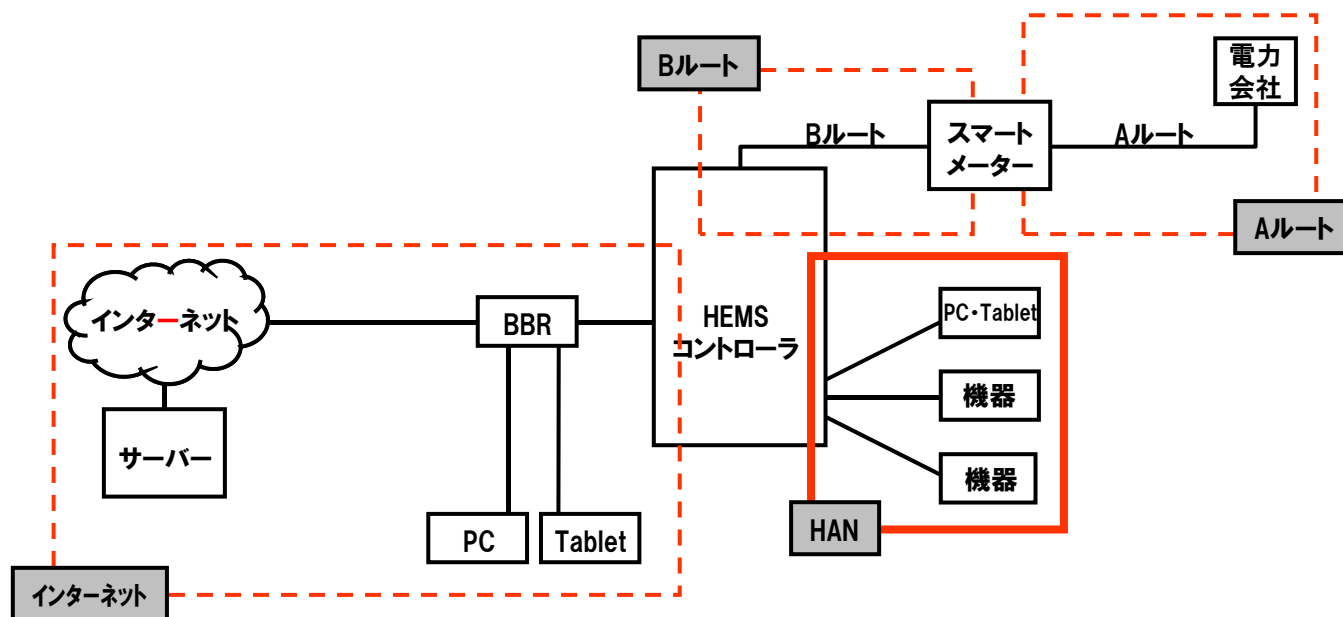 Bルート
電力
会社
Bルート
スマート
メーター
Aルート
Aルート
インターネット
BBR
HEMS
コントローラ
PC・Tablet
機器
サーバー
機器
PC
Tablet
HAN
インターネット